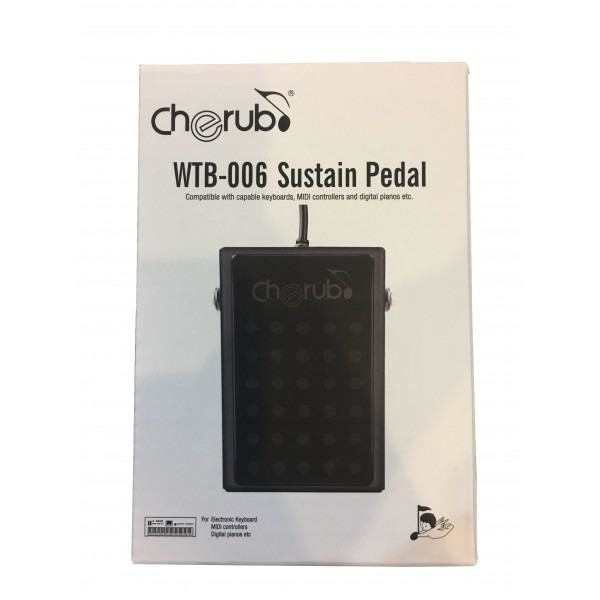 cherub®
WTB-006 Sustain Pedal
Compatible with capable keyboards, MIDI controllers and digital pianos etc.
cherub
For Electronic Keyboard
MIDI controllers
Digital pianos etc